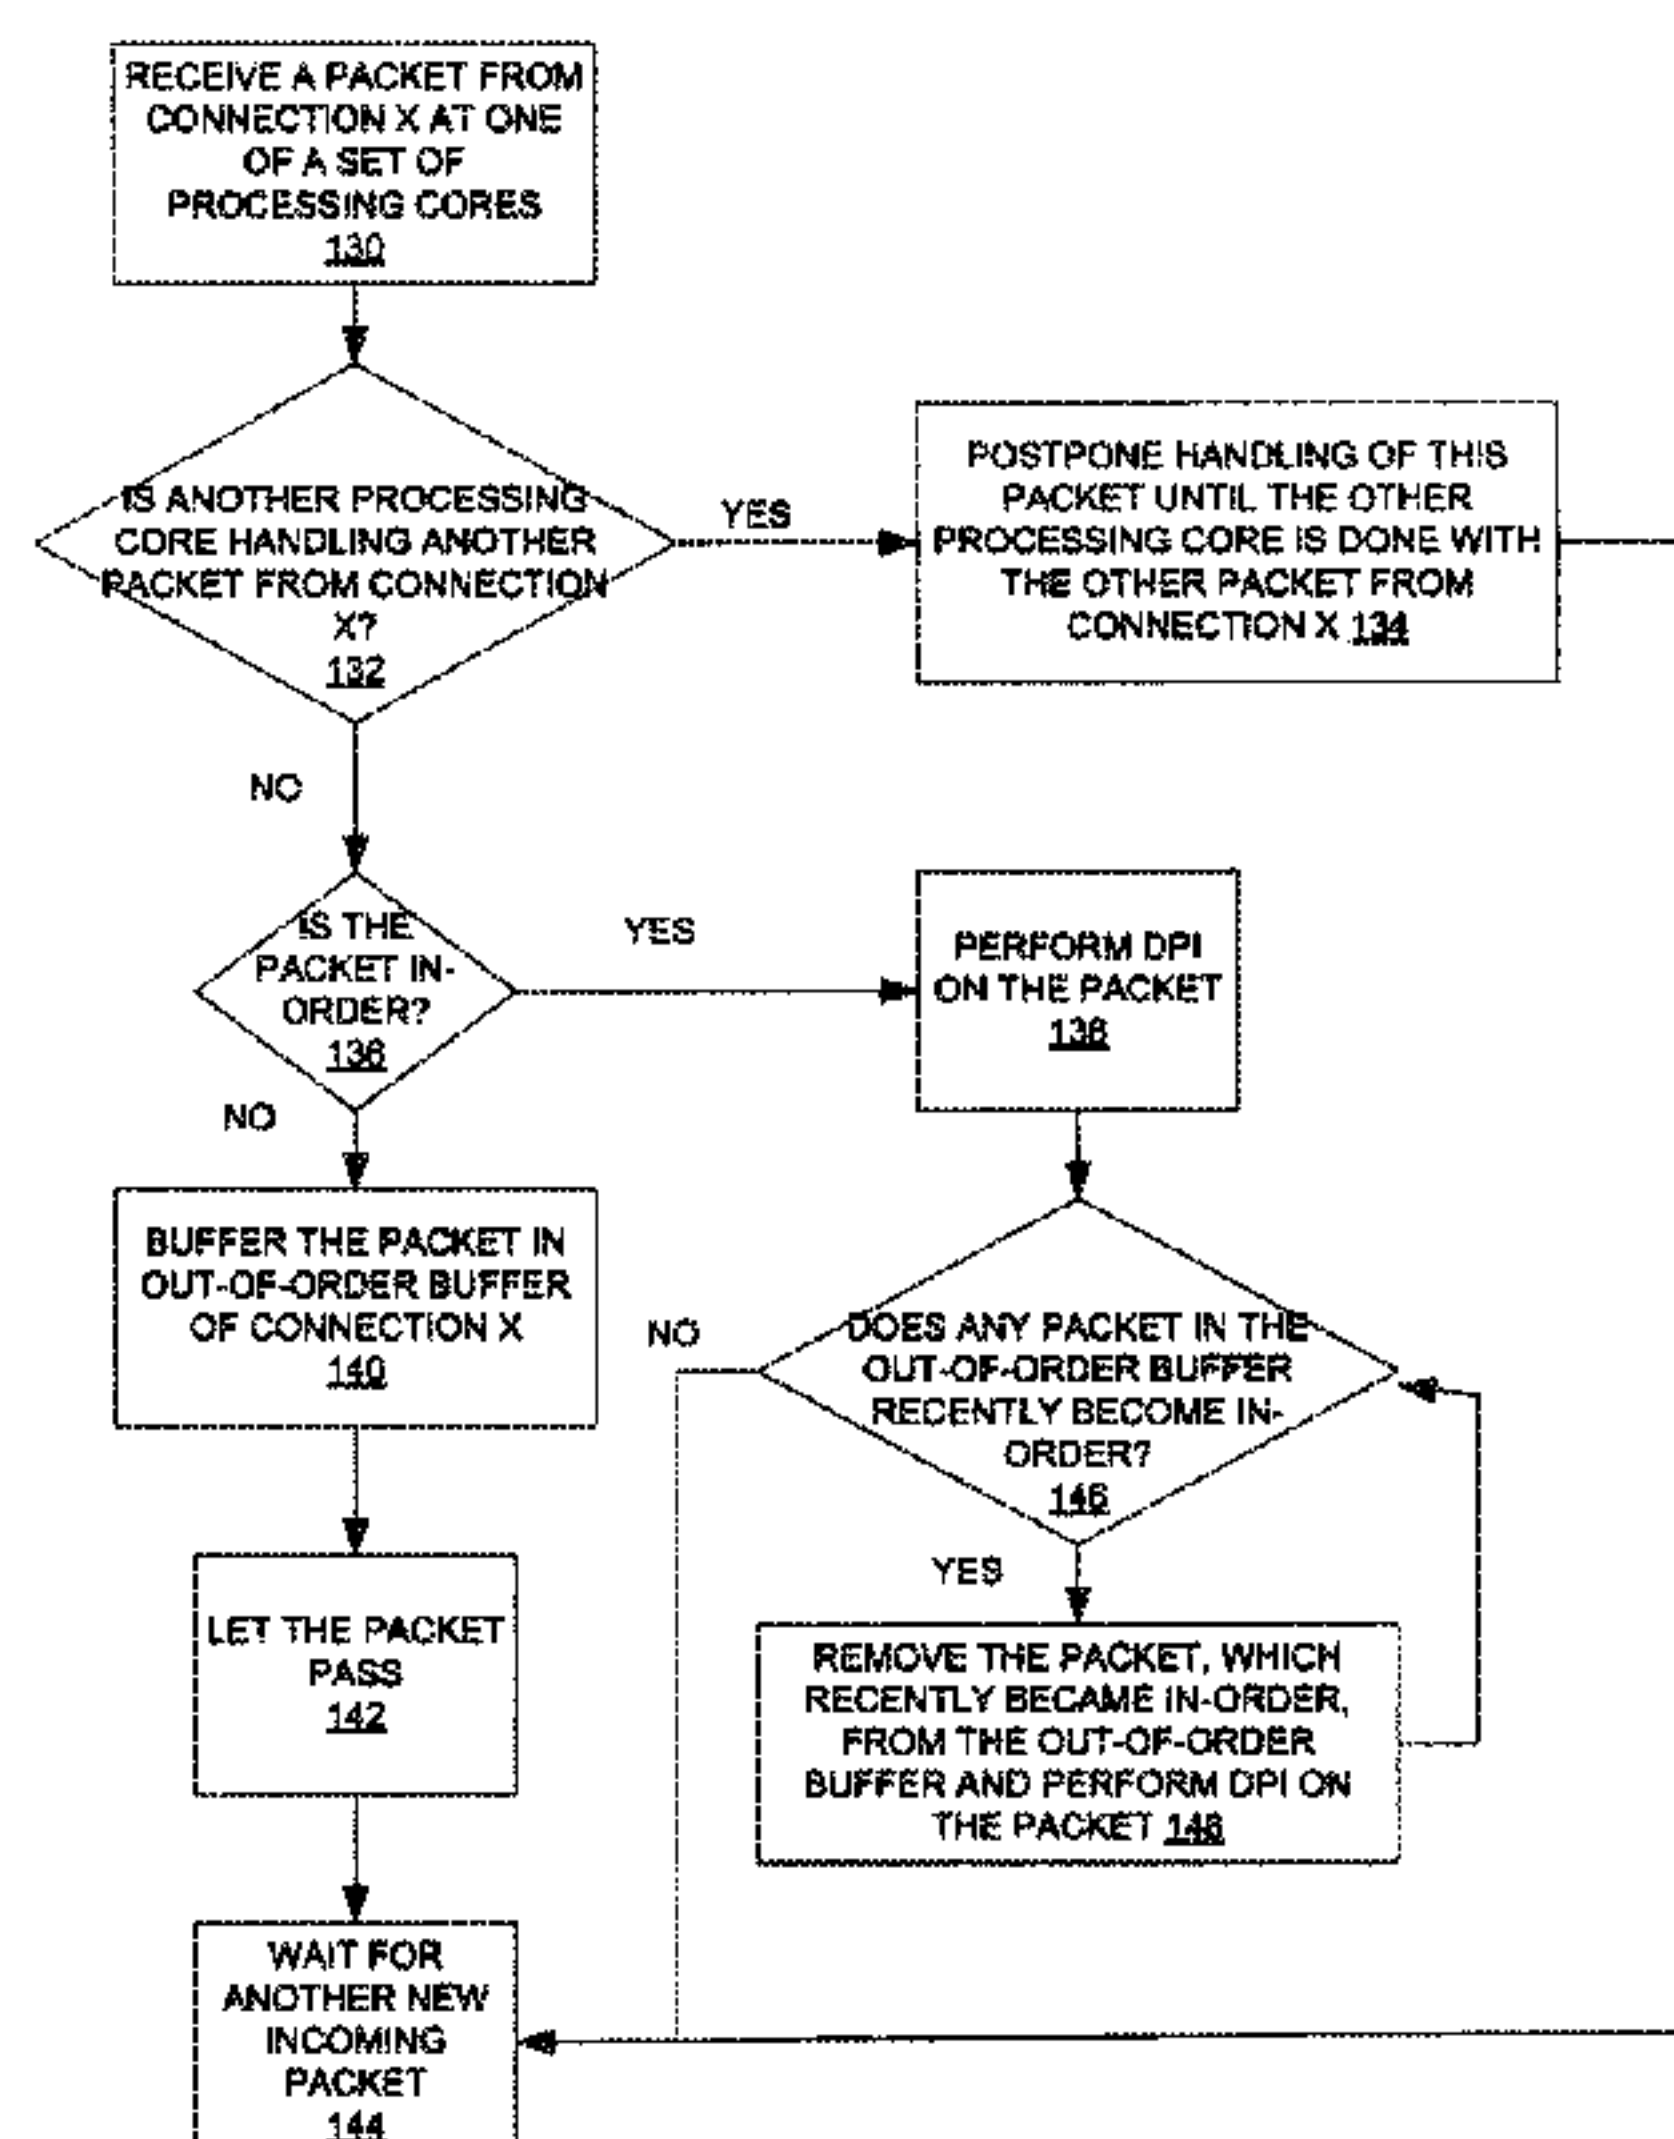 RECEIVE A PACKET FROM
CONNECTION X AT ONE
OF A SET OF
PROCESSING CORES
130
IS ANOTHER PROCESSING
CORE HANDLING ANOTHER
PACKET FROM CONNECTION
X?
132
YES
POSTPONE HANDLING OF THIS
PACKET UNTIL THE OTHER
PROCESSING CORE IS DONE WITH
THE OTHER PACKET FROM
CONNECTION X 134
NO
IS THE
PACKET IN-
ORDER?
136
YES
PERFORM DPI
ON THE PACKET
138
NO
BUFFER THE PACKET IN
OUT-OF-ORDER BUFFER
OF CONNECTION X
140
NO
DOES ANY PACKET IN THE
OUT-OF-ORDER BUFFER
RECENTLY BECOME IN-
ORDER?
146
YES
LET THE PACKET
PASS
142
REMOVE THE PACKET, WHICH
RECENTLY BECAME IN-ORDER,
FROM THE OUT-OF-ORDER
BUFFER AND PERFORM DPI ON
THE PACKET 148
WAIT FOR
ANOTHER NEW
INCOMING
PACKET
144